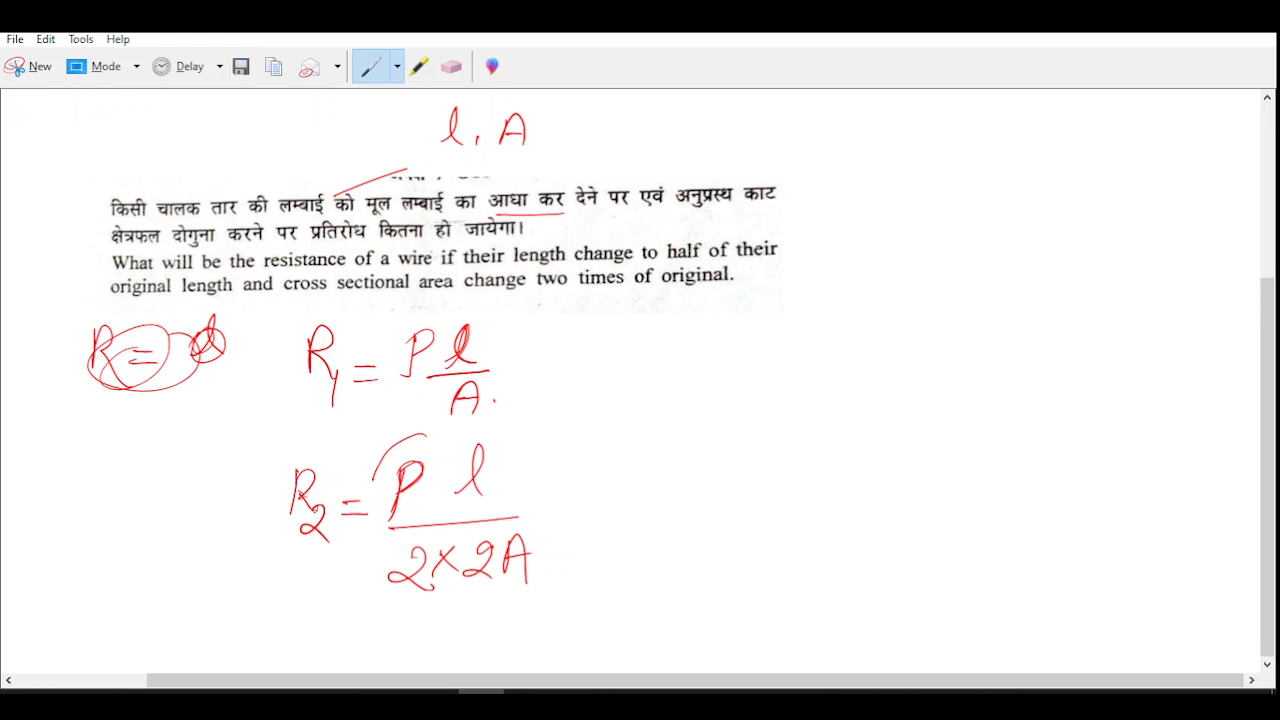 File Edit Tools Help
New Mode Delay
l, A
किसी चालक तार की लम्बाई को मूल लम्बाई का आधा कर देने पर एवं अनुप्रस्थ काट
क्षेत्रफल दोगुना करने पर प्रतिरोध कितना हो जायेगा।
What will be the resistance of a wire if their length change to half of their
original length and cross sectional area change two times of original.
R =
R1 = ρ l
A.
R2 = ρ l
2×2A